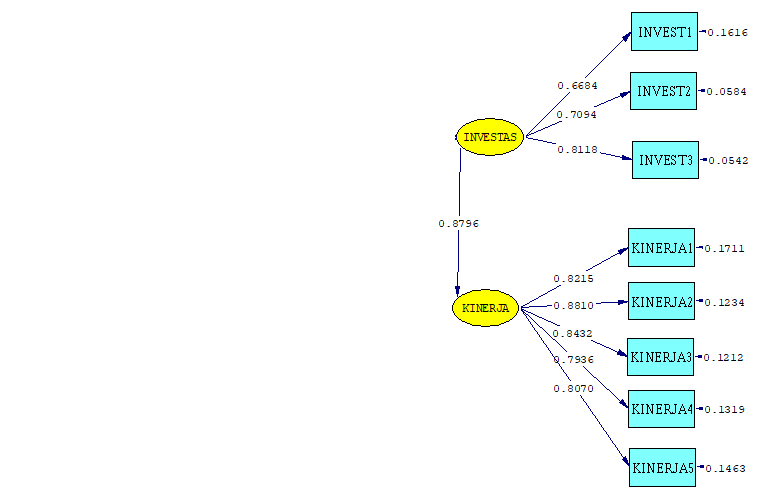 INVEST1
0.1616
0.6684
INVEST2
0.0584
0.7094
INVESTAS
0.8118
INVEST3
0.0542
0.8796
KINERJA1
0.1711
0.8215
KINERJA
0.8810
KINERJA2
0.1234
0.8432
KINERJA3
0.1212
0.7936
0.8070
KINERJA4
0.1319
KINERJA5
0.1463